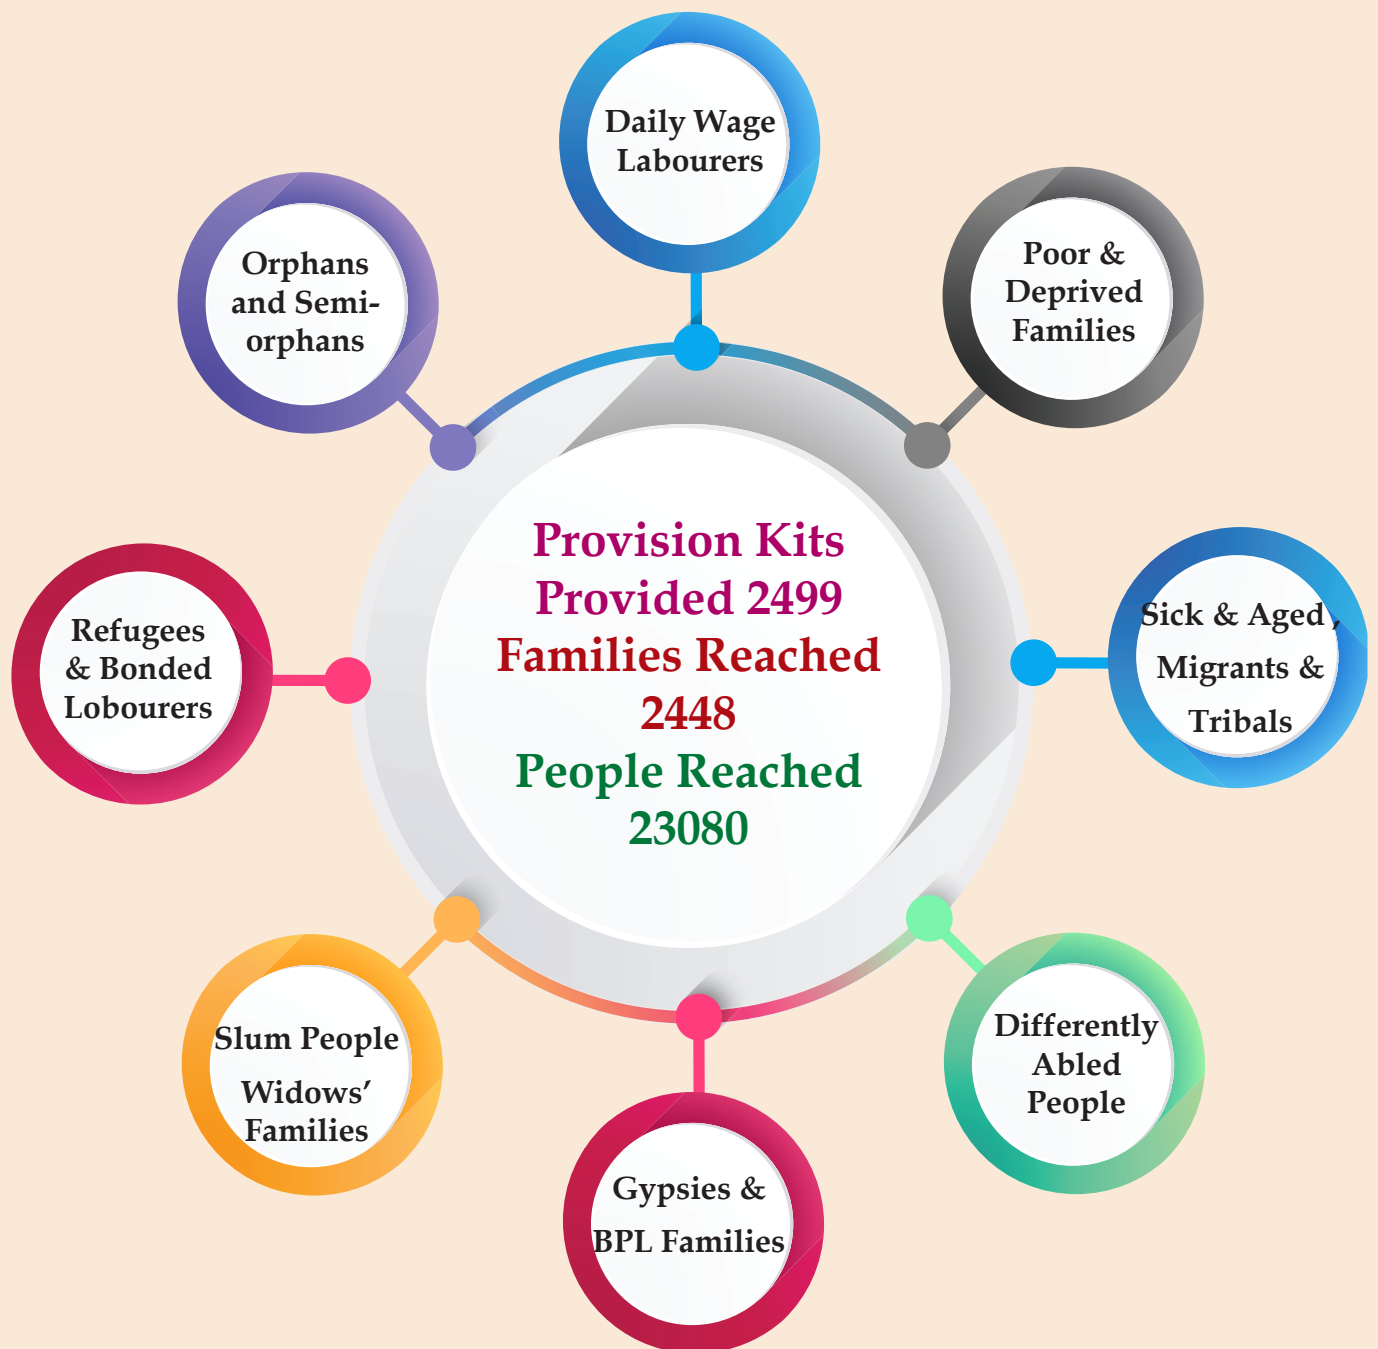 Daily Wage
Labourers
Poor &
Deprived
Families
Sick & Aged ,
Migrants &
Tribals
Differently
Abled
People
Gypsies &
BPL Families
Slum People
Widows’
Families
Refugees
& Bonded
Lobourers
Orphans
and Semi-
orphans
Provision Kits
Provided 2499
Families Reached
2448
People Reached
23080